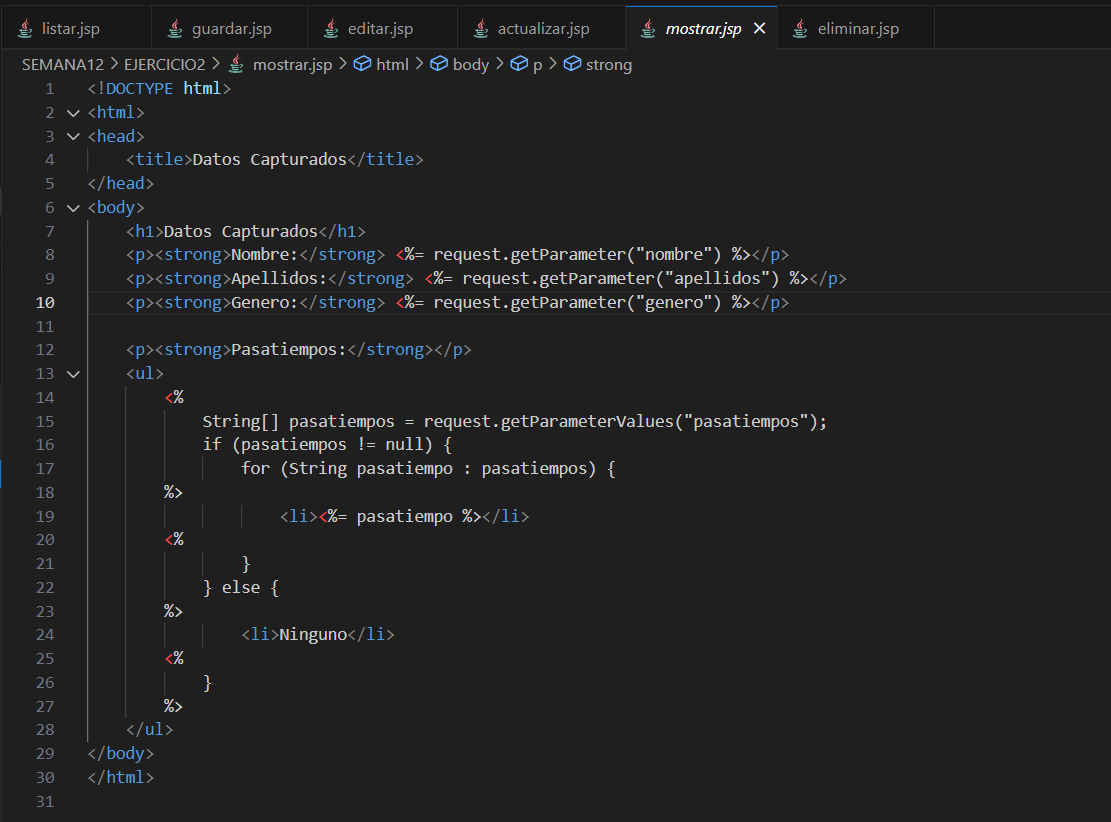 listar.jsp guardar.jsp editar.jsp actualizar.jsp mostrar.jsp × eliminar.jsp
SEMANA12 > EJERCICIO2 > mostrar.jsp > html > body > p > strong
1 <!DOCTYPE html>
2 <html>
3 <head>
4 <title>Datos Capturados</title>
5 </head>
6 <body>
7 <h1>Datos Capturados</h1>
8 <p><strong>Nombre:</strong> <%= request.getParameter("nombre") %></p>
9 <p><strong>Apellidos:</strong> <%= request.getParameter("apellidos") %></p>
10 <p><strong>Genero:</strong> <%= request.getParameter("genero") %></p>
11
12 <p><strong>Pasatiempos:</strong></p>
13 <ul>
14 <%
15 String[] pasatiempos = request.getParameterValues("pasatiempos");
16 if (pasatiempos != null) {
17 for (String pasatiempo : pasatiempos) {
18 %>
19 <li><%= pasatiempo %></li>
20 <%
21 }
22 } else {
23 %>
24 <li>Ninguno</li>
25 <%
26 }
27 %>
28 </ul>
29 </body>
30 </html>
31